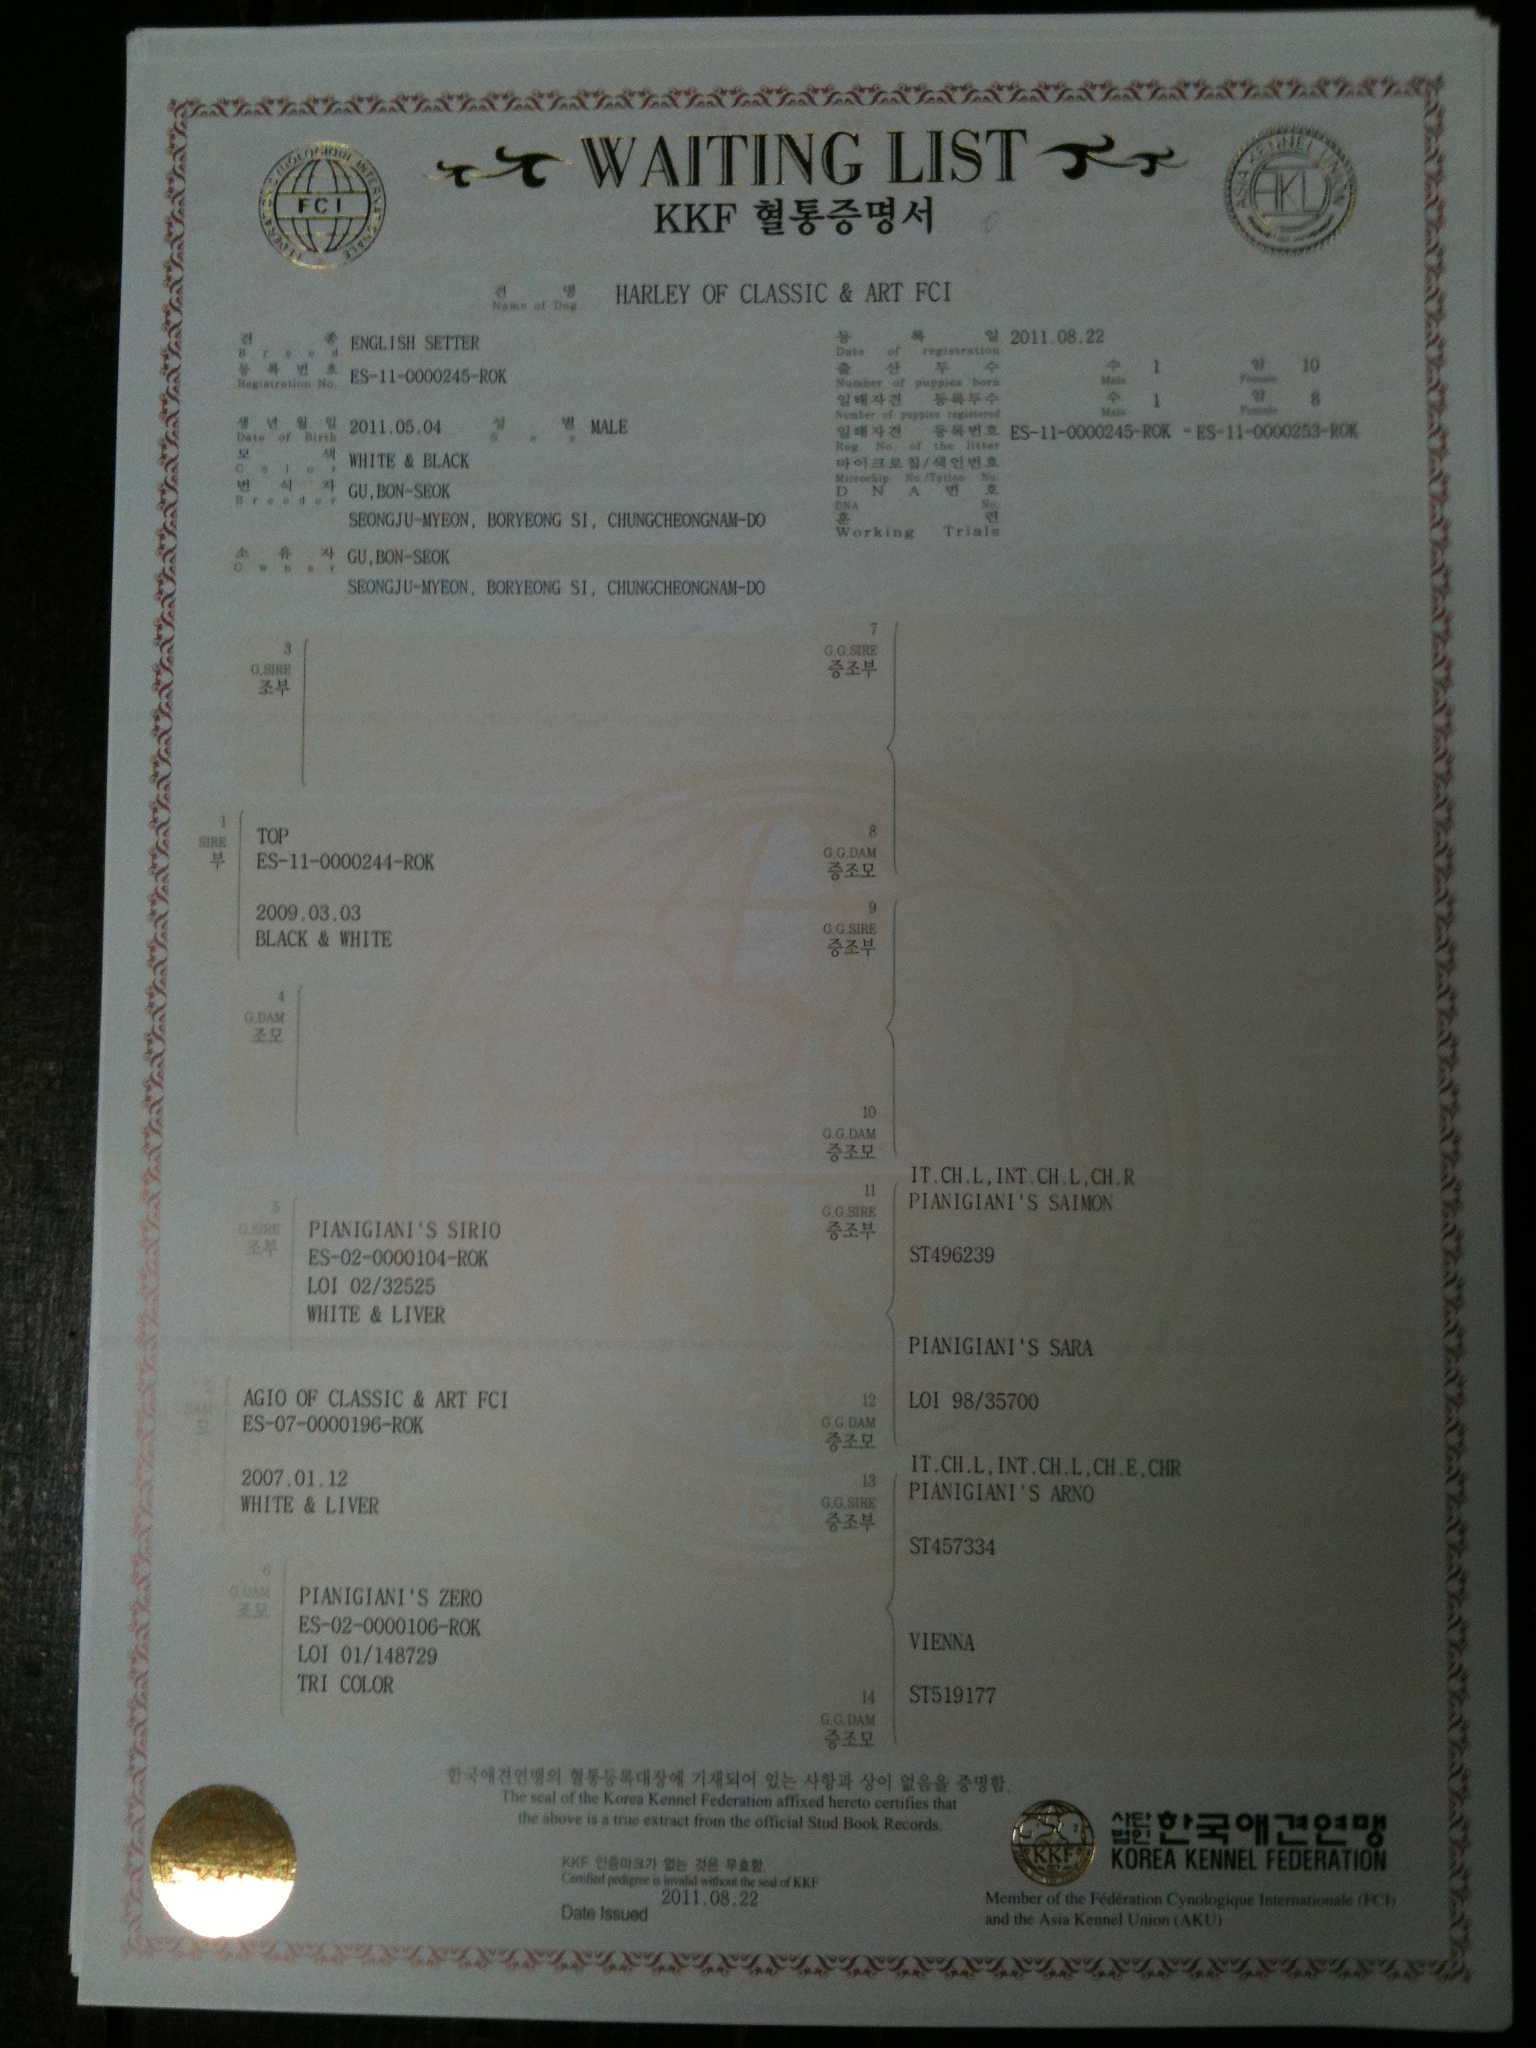 WAITING LIST
KKF 혈통증명서
FCI
견 명 HARLEY OF CLASSIC & ART FCI
Name of Dog
견 종 ENGLISH SETTER
Breed
등록번호 ES-11-0000245-ROK
Registration No.
생년월일 2011.05.04 성 별 MALE
Date of Birth Sex
모 색 WHITE & BLACK
Color
번 식 자 GU,BON-SEOK
Breeder
SEONGJU-MYEON, BORYEONG SI, CHUNGCHEONGNAM-DO
소 유 자 GU,BON-SEOK
Owner
SEONGJU-MYEON, BORYEONG SI, CHUNGCHEONGNAM-DO
등 록 일 2011.08.22
Date of registration
출 산 두 수 수 1 암 10
Number of puppies born Male Female
일태자견 등록두수 수 1 암 8
Number of puppies registered Male Female
일태자견 등록번호 ES-11-0000245-ROK ~ES-11-0000253-ROK
Reg. No. of the litter
마이크로칩/색인번호
Microchip No./Tattoo No.
DNA번호
DNA No.
훈 련
Working Trials
3
G.SIRE
조부
1
SIRE
부
TOP
ES-11-0000244-ROK
2009.03.03
BLACK & WHITE
4
G.DAM
조모
5
G.SIRE
조부
PIANIGIANI'S SIRIO
ES-02-0000104-ROK
LOI 02/32525
WHITE & LIVER
DAM
모
AGIO OF CLASSIC & ART FCI
ES-07-0000196-ROK
2007.01.12
WHITE & LIVER
6
G.DAM
조모
PIANIGIANI'S ZERO
ES-02-0000106-ROK
LOI 01/148729
TRI COLOR
7
G.G.SIRE
증조부
8
G.G.DAM
증조모
9
G.G.SIRE
증조부
10
G.G.DAM
증조모
11
G.G.SIRE
증조부
IT.CH.L,INT.CH.L,CH.R
PIANIGIANI'S SAIMON
ST496239
PIANIGIANI'S SARA
LOI 98/35700
12
G.G.DAM
증조모
13
G.G.SIRE
증조부
IT.CH.L,INT.CH.L,CH.E,CHR
PIANIGIANI'S ARNO
ST457334
VIENNA
ST519177
14
G.G.DAM
증조모
한국애견연맹의 혈통등록대장에 기재되어 있는 사항과 상이 없음을 증명함.
The seal of the Korea Kennel Federation affixed hereto certifies that
the above is a true extract from the official Stud Book Records.
KKF 인증마크가 없는 것은 무효함.
Certified pedigree is invalid without the seal of KKF
2011.08.22
Date Issued
KKF
사단법인 한국애견연맹
KOREA KENNEL FEDERATION
Member of the Fédération Cynologique Internationale (FCI)
and the Asia Kennel Union (AKU)